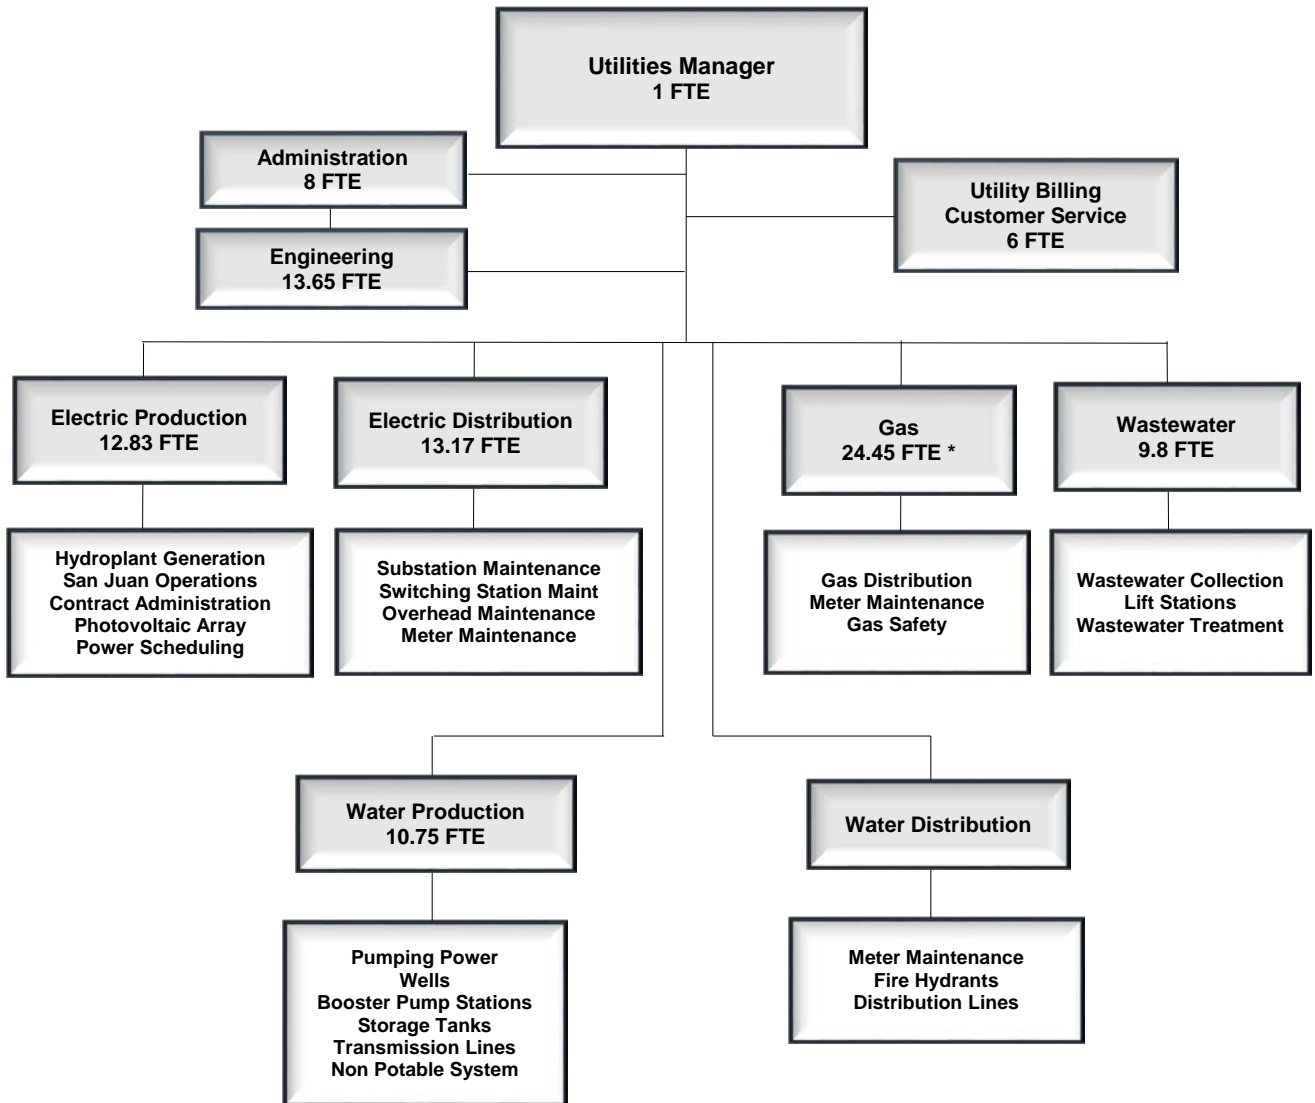 Utilities Manager
1 FTE
Administration
8 FTE
Utility Billing
Customer Service
6 FTE
Engineering
13.65 FTE
Electric Production
12.83 FTE
Electric Distribution
13.17 FTE
Gas
24.45 FTE *
Wastewater
9.8 FTE
Hydroplant Generation
San Juan Operations
Contract Administration
Photovoltaic Array
Power Scheduling
Substation Maintenance
Switching Station Maint
Overhead Maintenance
Meter Maintenance
Gas Distribution
Meter Maintenance
Gas Safety
Wastewater Collection
Lift Stations
Wastewater Treatment
Water Production
10.75 FTE
Water Distribution
Pumping Power
Wells
Booster Pump Stations
Storage Tanks
Transmission Lines
Non Potable System
Meter Maintenance
Fire Hydrants
Distribution Lines